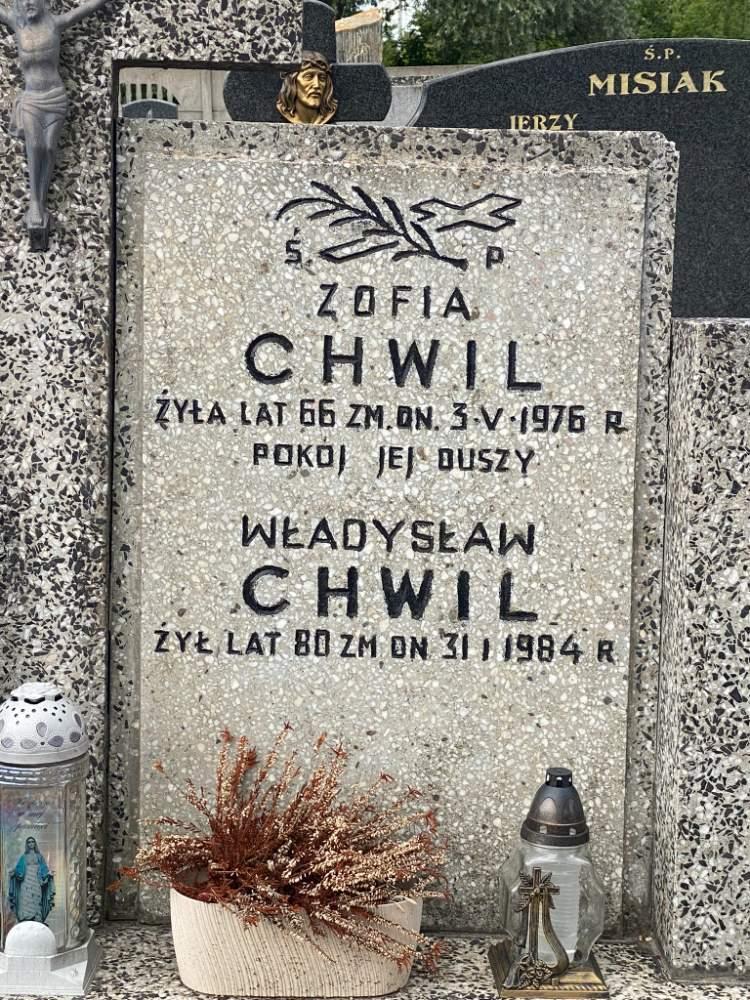 Ś.P.
MISIAK
JERZY
Ś P
ZOFIA
CHWIL
ŻYŁA LAT 66 ZM. DN. 3·V·1976 R
POKÓJ JEJ DUSZY
WŁADYSŁAW
CHWIL
ŻYŁ LAT 80 ZM DN 31 I 1984 R